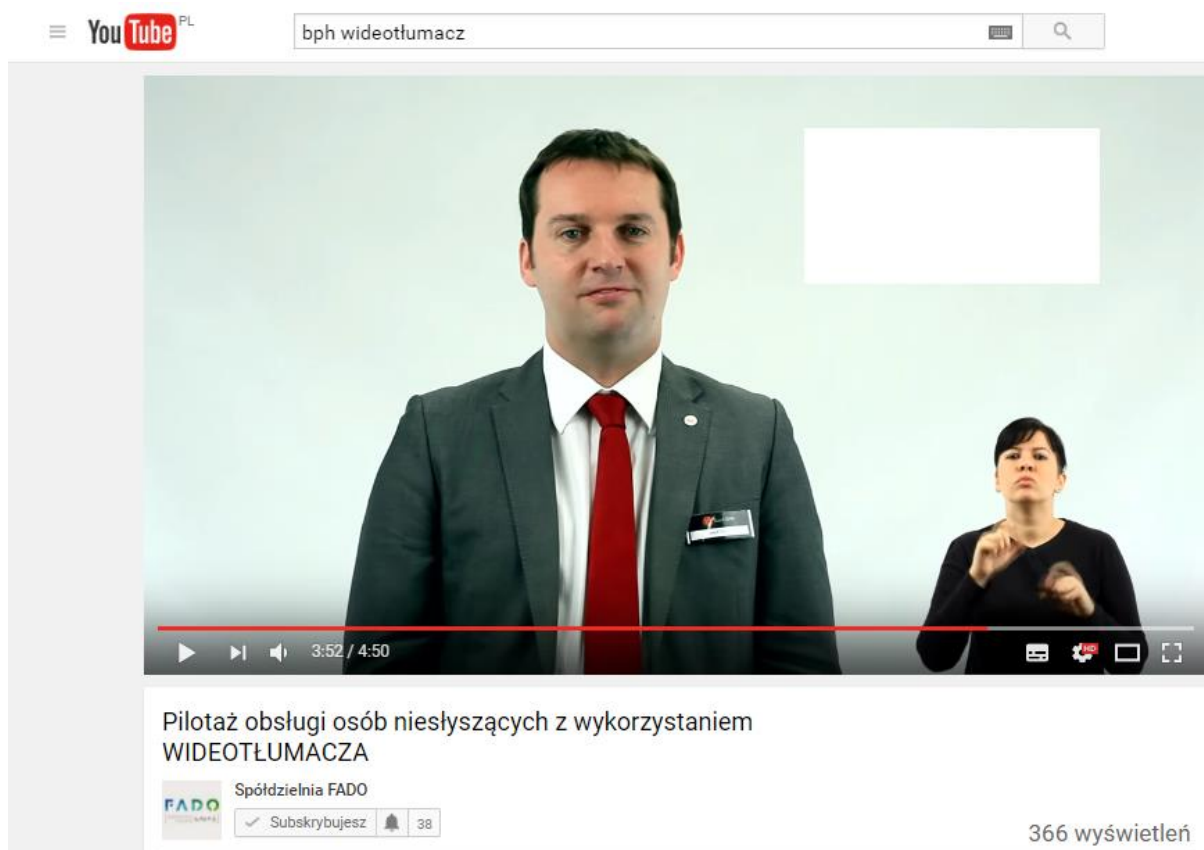 YouTube PL
bph wideotłumacz
3:52 / 4:50
HD
Pilotaż obsługi osób niesłyszących z wykorzystaniem
WIDEOTŁUMACZA
FADO
Spółdzielnia FADO
Subskrybujesz 38
366 wyświetleń